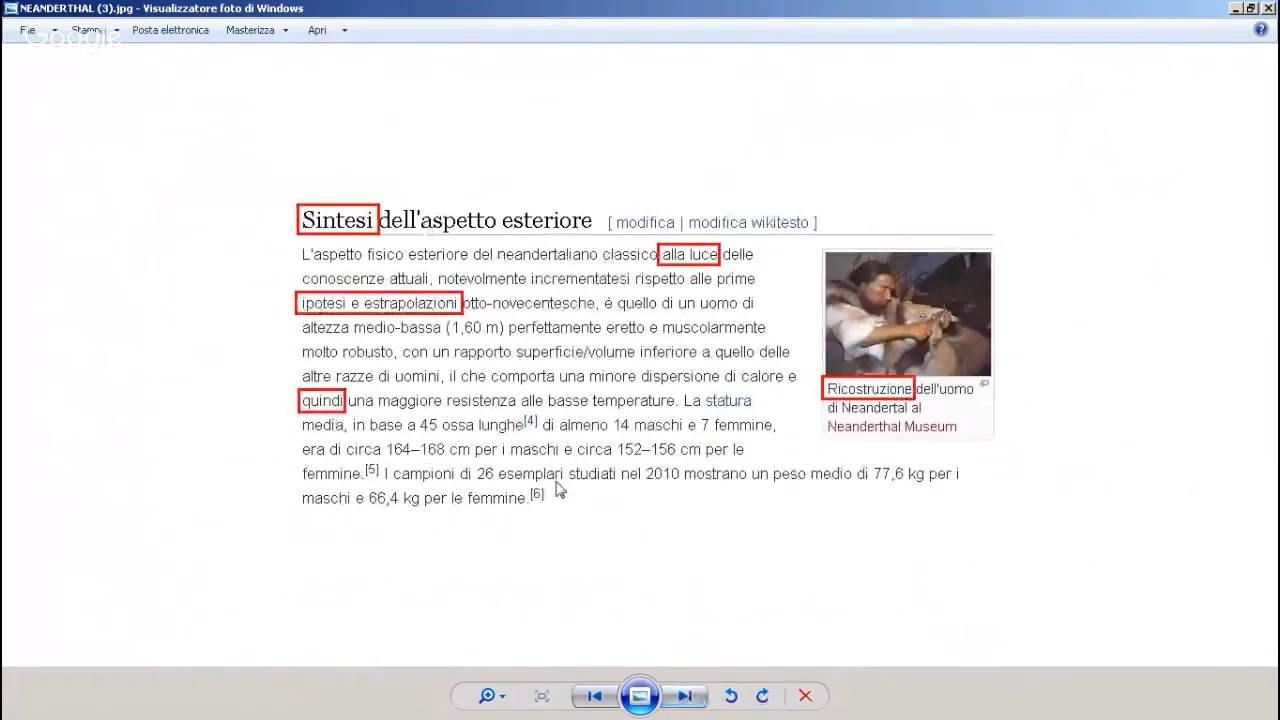 NEANDERTHAL (3).jpg - Visualizzatore foto di Windows
File Stampa Posta elettronica Masterizza Apri
Google
Sintesi dell'aspetto esteriore [ modifica | modifica wikitesto ]
L'aspetto fisico esteriore del neandertaliano classico alla luce delle
conoscenze attuali, notevolmente incrementatesi rispetto alle prime
ipotesi e estrapolazioni otto-novecentesche, è quello di un uomo di
altezza medio-bassa (1,60 m) perfettamente eretto e muscolarmente
molto robusto, con un rapporto superficie/volume inferiore a quello delle
altre razze di uomini, il che comporta una minore dispersione di calore e
quindi una maggiore resistenza alle basse temperature. La statura
media, in base a 45 ossa lunghe[4] di almeno 14 maschi e 7 femmine,
era di circa 164–168 cm per i maschi e circa 152–156 cm per le
femmine.[5] I campioni di 26 esemplari studiati nel 2010 mostrano un peso medio di 77,6 kg per i
maschi e 66,4 kg per le femmine.[6]
Ricostruzione dell'uomo
di Neandertal al
Neanderthal Museum